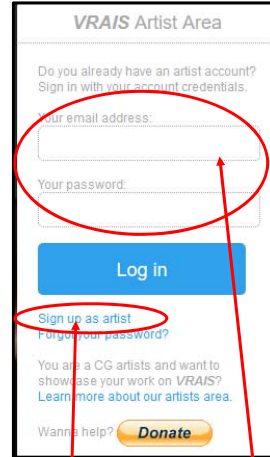 VRAIS Artist Area
Do you already have an artist account?
Sign in with your account credentials.
Your email address:
Your password:
Log in
Sign up as artist
Forgot your password?
You are a CG artists and want to
showcase your work on VRAIS?
Learn more about our artists area.
Wanna help? Donate